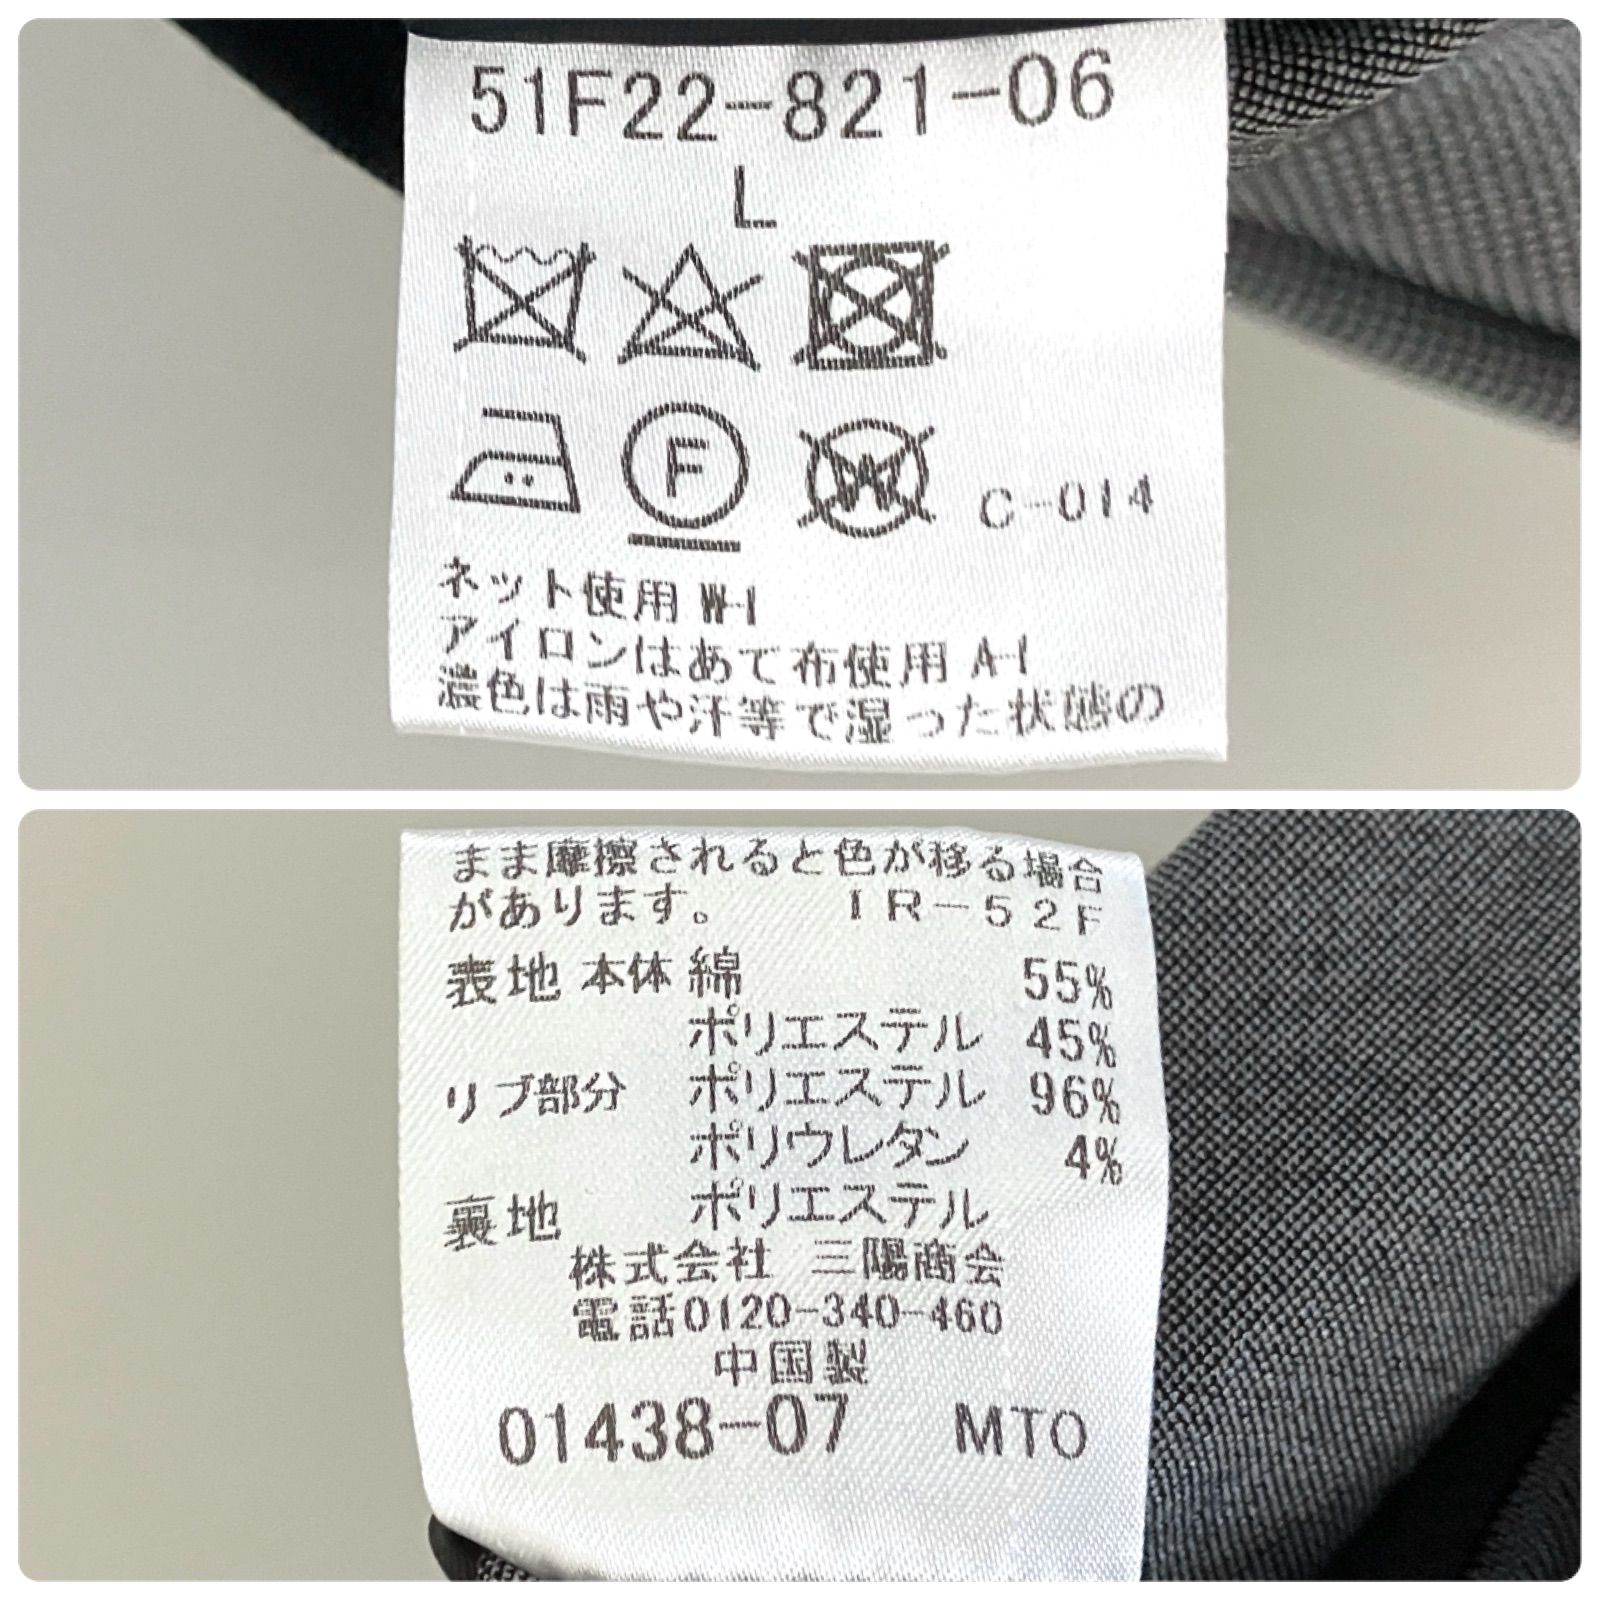 51F22-821-06
L
F W C-014
ネット使用 W-1
アイロンはあて布使用 A-1
濃色は雨や汗等で湿った状態の
まま摩擦されると色が移る場合
があります。 IR-52F
表地 本体 綿 55%
ポリエステル 45%
リブ部分 ポリエステル 96%
ポリウレタン 4%
裏地 ポリエステル
株式会社 三陽商会
電話0120-340-460
中国製
01438-07 MTO